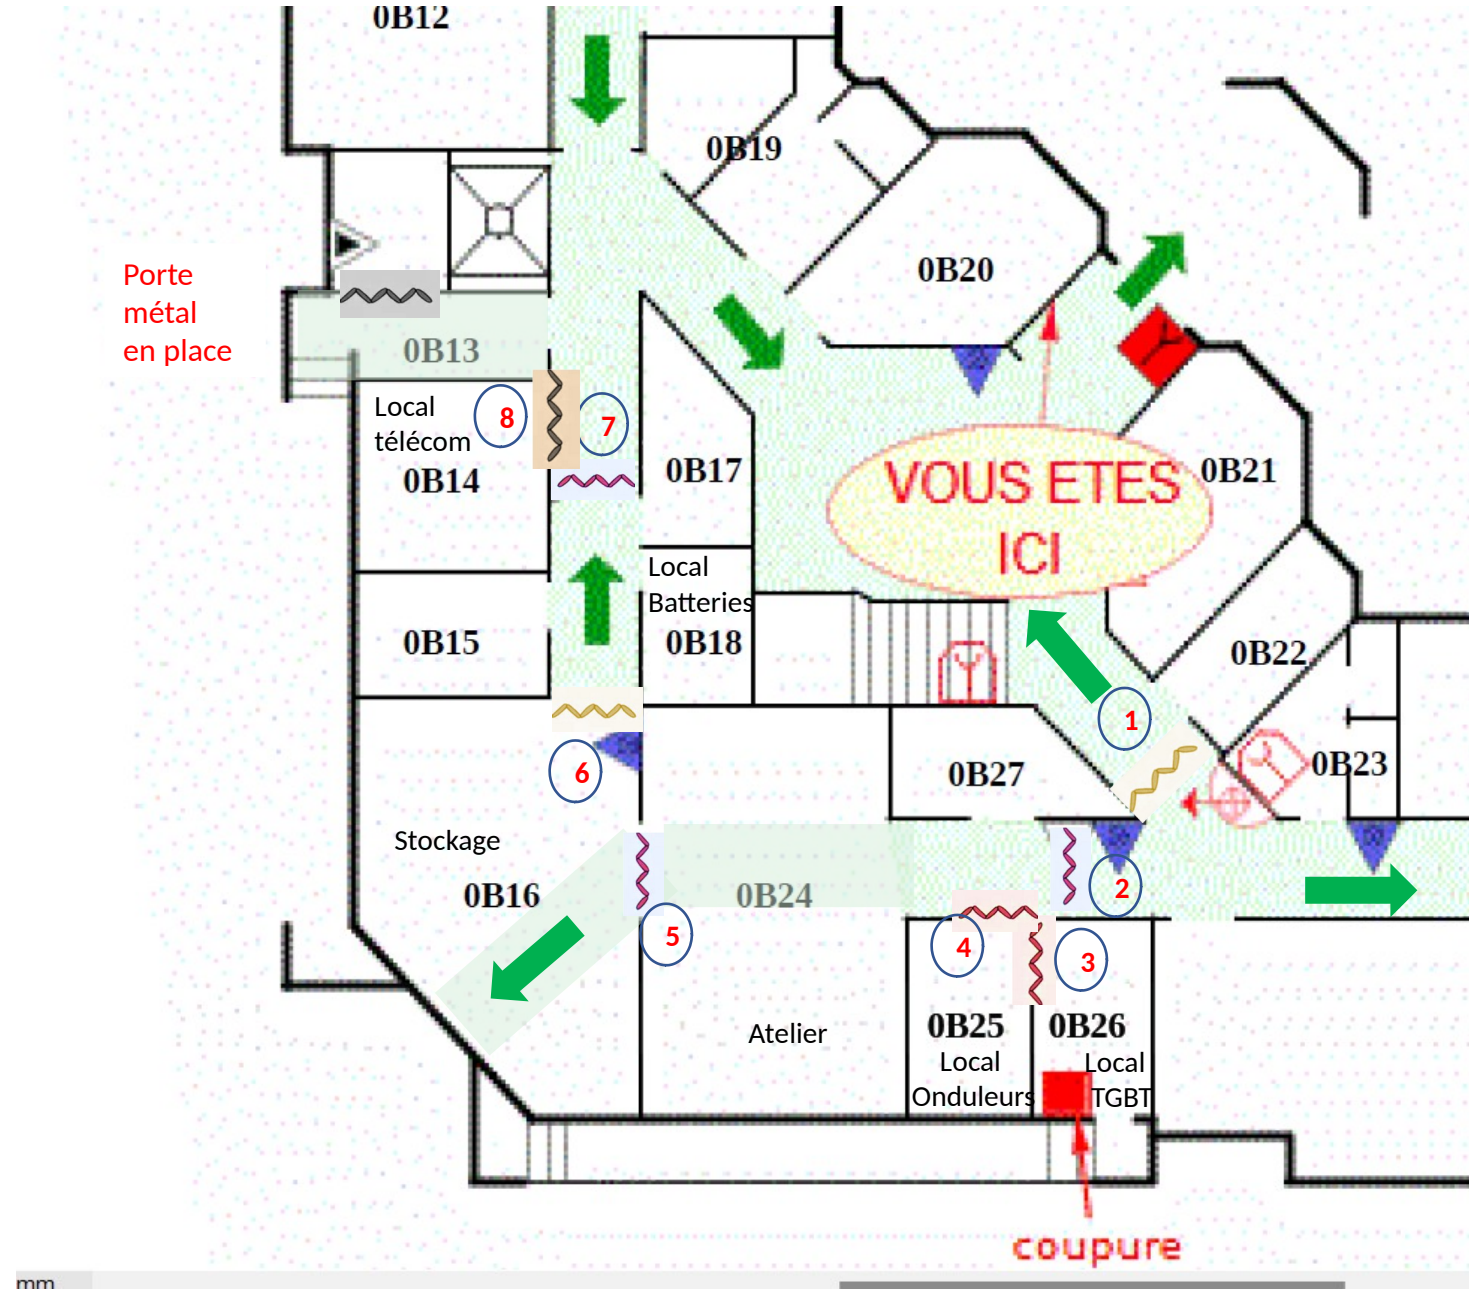 0B12
0B19
0B20
Porte
métal
en place
0B13
Local
télécom
0B14
8
7
0B17
VOUS ETES
ICI
0B21
Local
Batteries
0B18
0B15
0B22
1
6
0B27
0B23
Stockage
0B16
0B24
2
5
4
3
Atelier
0B25
Local
Onduleurs
0B26
Local
TGBT
coupure
mm